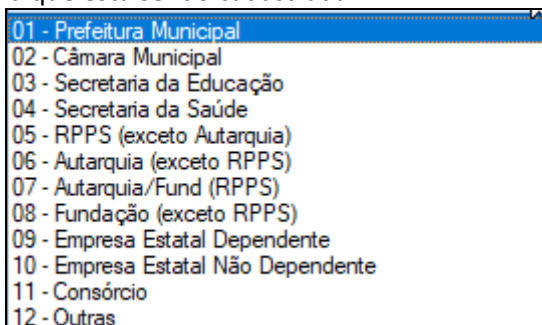 01 - Prefeitura Municipal
02 - Câmara Municipal
03 - Secretaria da Educação
04 - Secretaria da Saúde
05 - RPPS (exceto Autarquia)
06 - Autarquia (exceto RPPS)
07 - Autarquia/Fund (RPPS)
08 - Fundação (exceto RPPS)
09 - Empresa Estatal Dependente
10 - Empresa Estatal Não Dependente
11 - Consórcio
12 - Outras